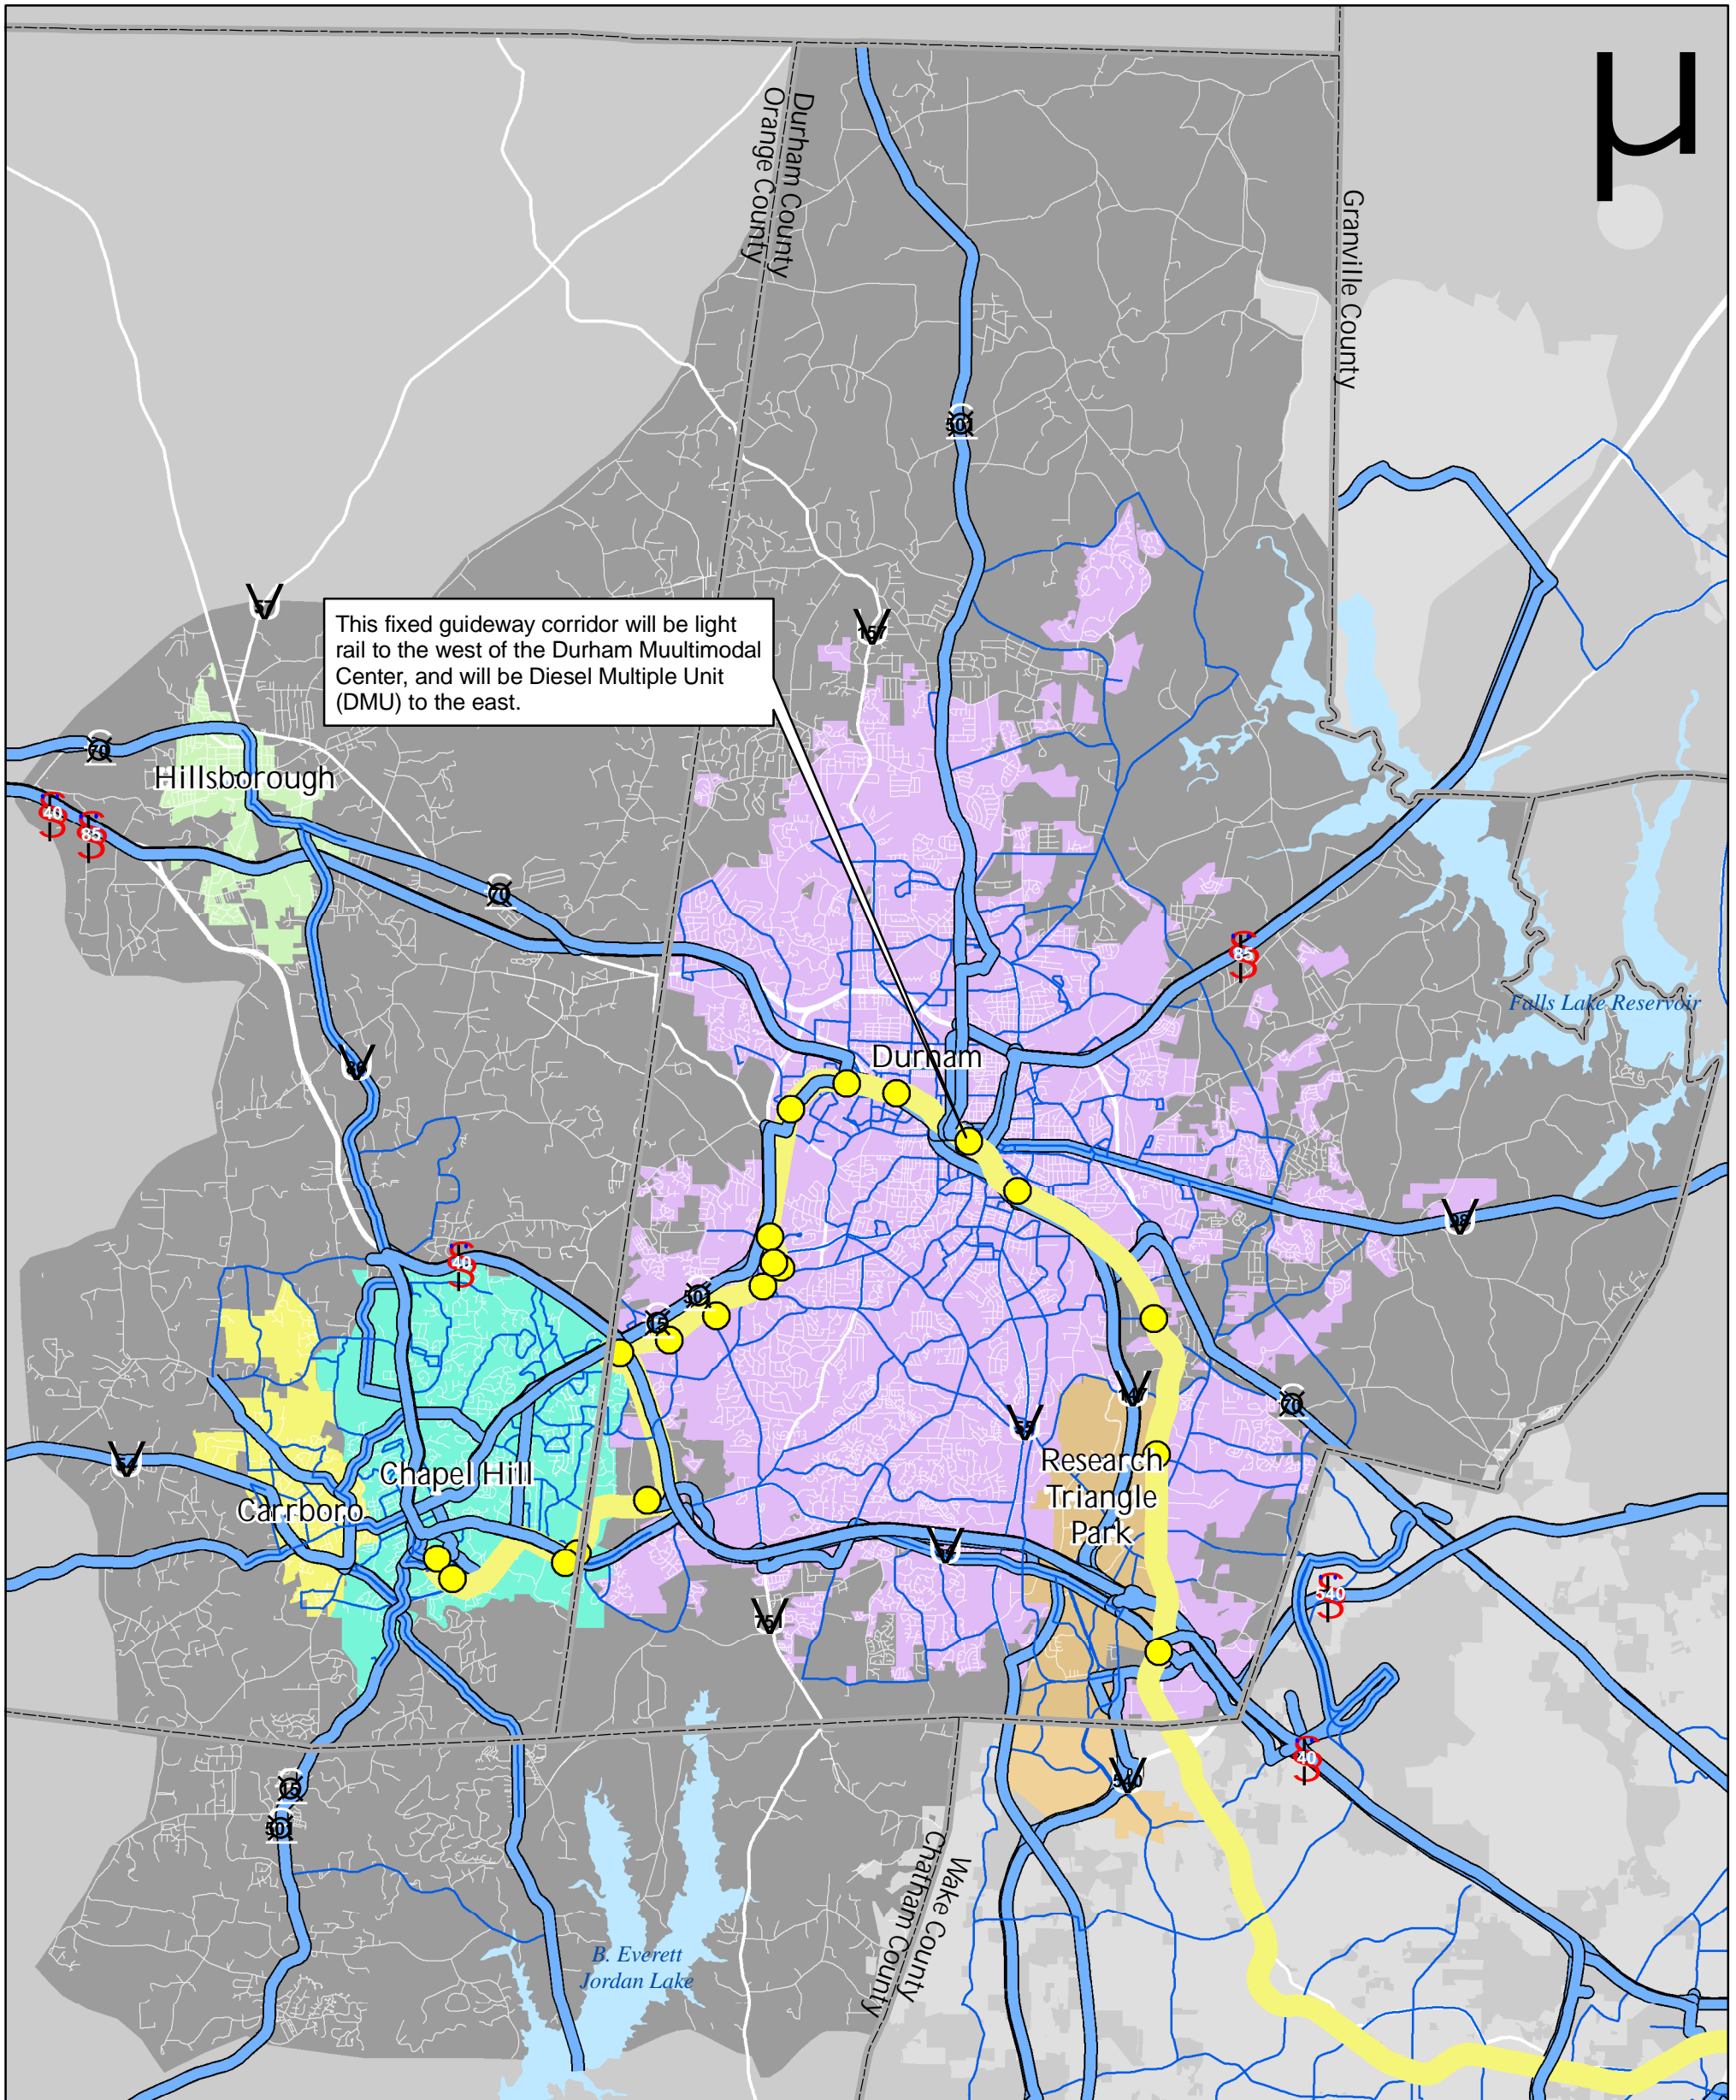 µ
Durham County
Orange County
Granville County
501
57
157
This fixed guideway corridor will be light
rail to the west of the Durham Muultimodal
Center, and will be Diesel Multiple Unit
(DMU) to the east.
70
Hillsborough
40
85
70
85
Falls Lake Reservoir
86
Durham
98
40
501
15
147
70
55
54
Research
Triangle
Park
Chapel Hill
Carrboro
54
540
751
40
540
15
501
Wake County
Chatham County
B. Everett
Jordan Lake